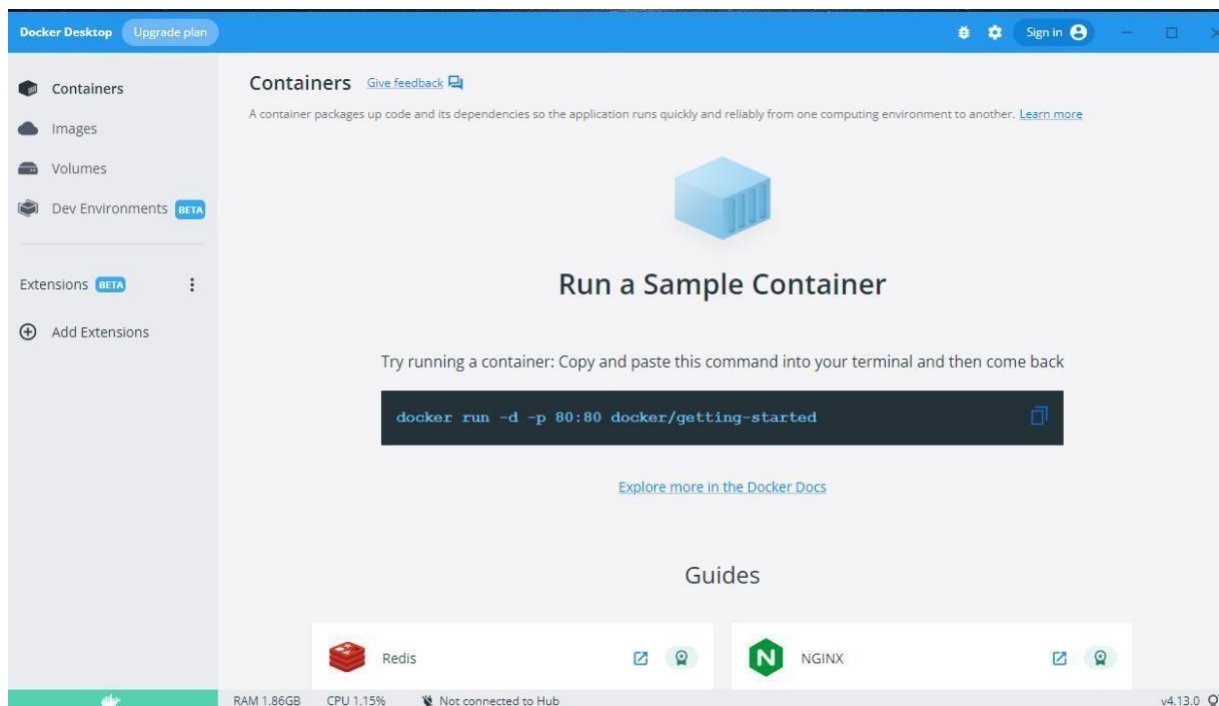 Docker Desktop Upgrade plan Sign in
Containers
Images
Volumes
Dev Environments BETA
Extensions BETA
Add Extensions
Containers Give feedback
A container packages up code and its dependencies so the application runs quickly and reliably from one computing environment to another. Learn more
Run a Sample Container
Try running a container: Copy and paste this command into your terminal and then come back
docker run -d -p 80:80 docker/getting-started
Explore more in the Docker Docs
Guides
Redis
NGINX
RAM 1.86GB CPU 1.15% Not connected to Hub v4.13.0